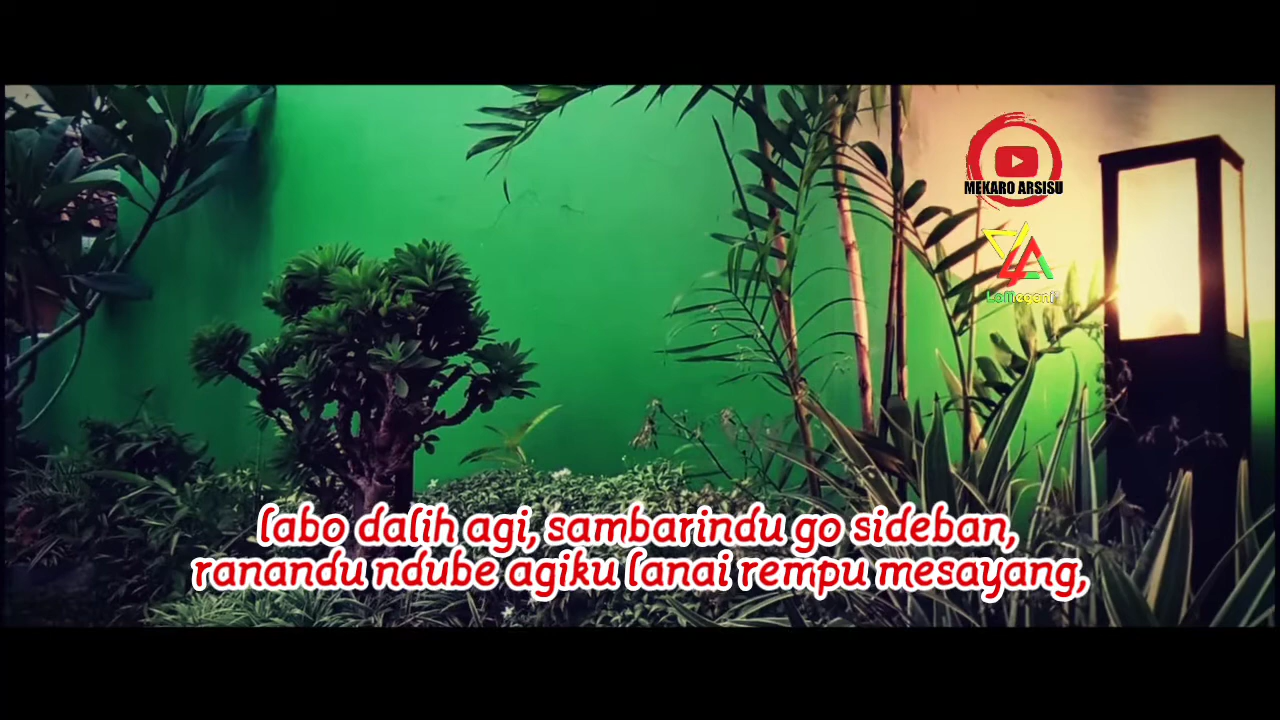 MEKARO ARSISU
labo dalih agi, sambarindu go sideban,
ranandu ndube agiku lanai rempu mesayang,